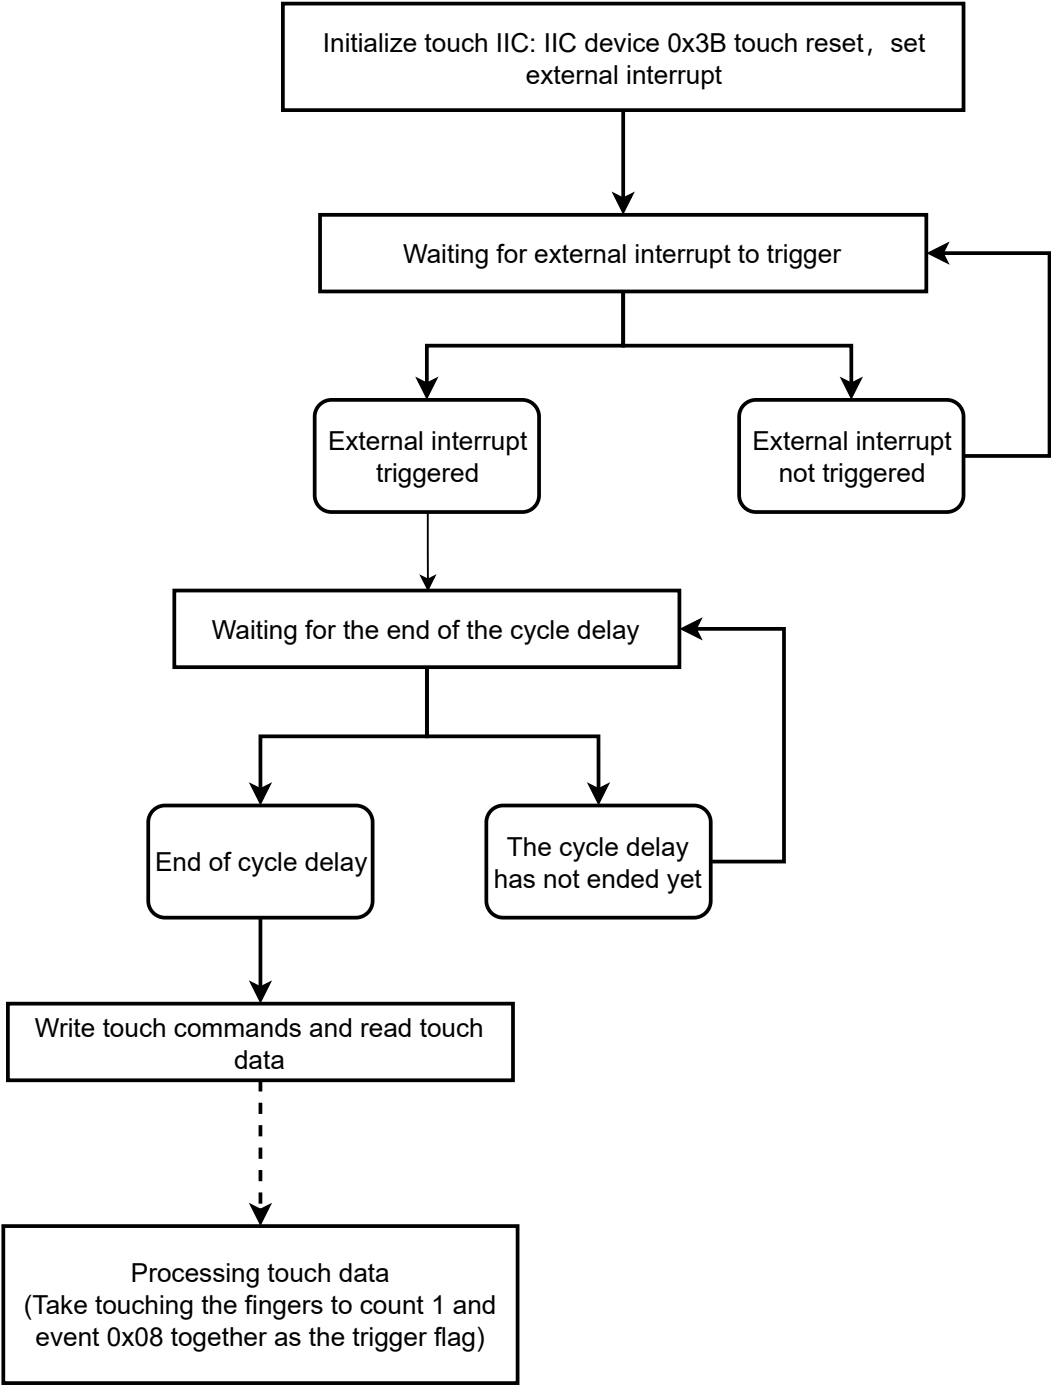 Initialize touch IIC: IIC device 0x3B touch reset，set
external interrupt
Waiting for external interrupt to trigger
External interrupt
triggered
External interrupt
not triggered
Waiting for the end of the cycle delay
End of cycle delay
The cycle delay
has not ended yet
Write touch commands and read touch
data
Processing touch data
(Take touching the fingers to count 1 and
event 0x08 together as the trigger flag)